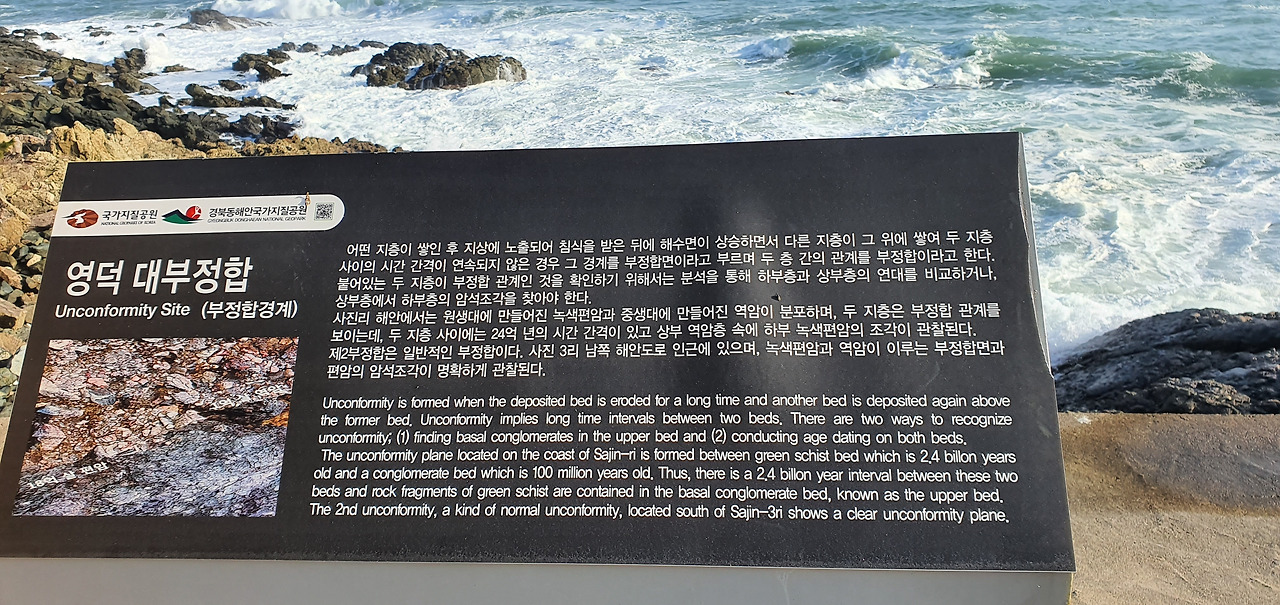 국가지질공원
NATIONAL GEOPARKS OF KOREA
경북동해안국가지질공원
GYEONGBUK DONGHAEAN NATIONAL GEOPARK
영덕 대부정합
Unconformity Site (부정합경계)
어떤 지층이 쌓인 후 지상에 노출되어 침식을 받은 뒤에 해수면이 상승하면서 다른 지층이 그 위에 쌓여 두 지층
사이의 시간 간격이 연속되지 않은 경우 그 경계를 부정합면이라고 부르며 두 층 간의 관계를 부정합이라고 한다.
붙어있는 두 지층이 부정합 관계인 것을 확인하기 위해서는 분석을 통해 하부층과 상부층의 연대를 비교하거나,
상부층에서 하부층의 암석조각을 찾아야 한다.
사진리 해안에서는 원생대에 만들어진 녹색편암과 중생대에 만들어진 역암이 분포하며, 두 지층은 부정합 관계를
보이는데, 두 지층 사이에는 24억 년의 시간 간격이 있고 상부 역암층 속에 하부 녹색편암의 조각이 관찰된다.
제2부정합은 일반적인 부정합이다. 사진 3리 남쪽 해안도로 인근에 있으며, 녹색편암과 역암이 이루는 부정합면과
편암의 암석조각이 명확하게 관찰된다.
Unconformity is formed when the deposited bed is eroded for a long time and another bed is deposited again above
the former bed. Unconformity implies long time intervals between two beds. There are two ways to recognize
unconformity; (1) finding basal conglomerates in the upper bed and (2) conducting age dating on both beds.
The unconformity plane located on the coast of Sajin-ri is formed between green schist bed which is 2.4 billon years
old and a conglomerate bed which is 100 million years old. Thus, there is a 2.4 billon year interval between these two
beds and rock fragments of green schist are contained in the basal conglomerate bed, known as the upper bed.
The 2nd unconformity, a kind of normal unconformity, located south of Sajin-3ri shows a clear unconformity plane.